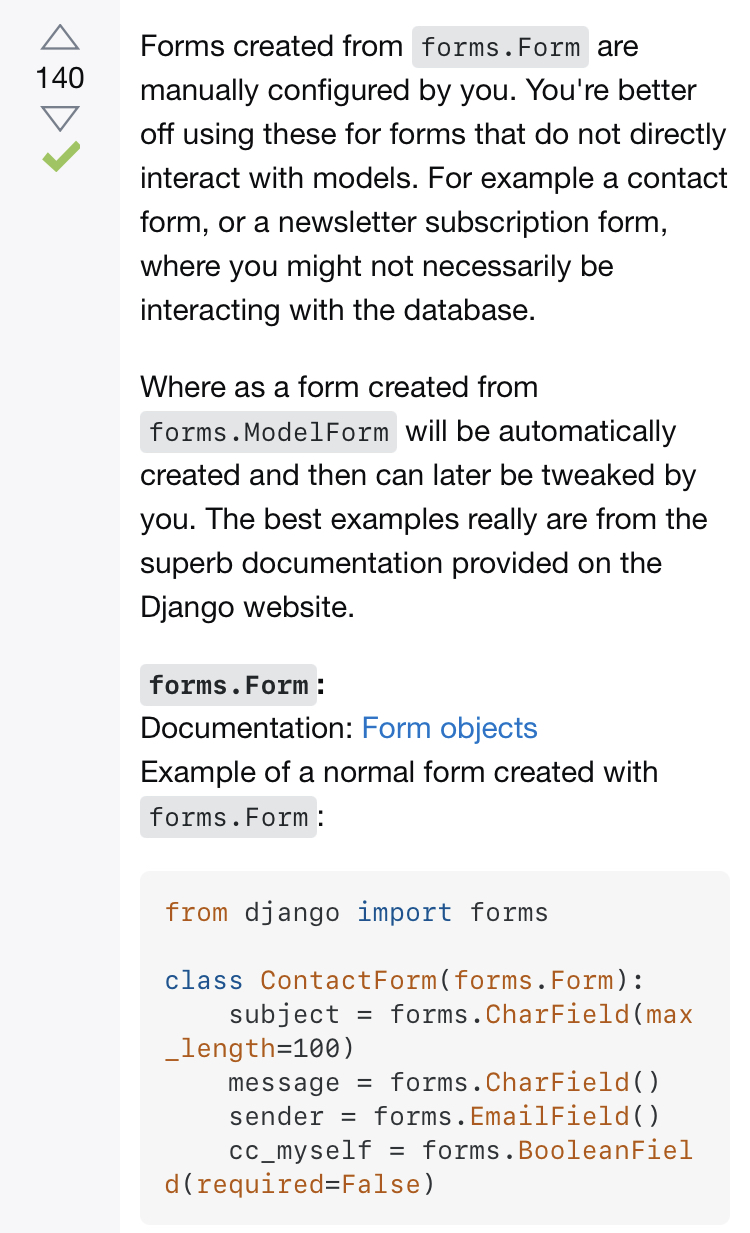 140
Forms created from forms.Form are
manually configured by you. You're better
off using these for forms that do not directly
interact with models. For example a contact
form, or a newsletter subscription form,
where you might not necessarily be
interacting with the database.
Where as a form created from
forms.ModelForm will be automatically
created and then can later be tweaked by
you. The best examples really are from the
superb documentation provided on the
Django website.
forms.Form:
Documentation: Form objects
Example of a normal form created with
forms.Form:
from django import forms
class ContactForm(forms.Form):
    subject = forms.CharField(max
_length=100)
    message = forms.CharField()
    sender = forms.EmailField()
    cc_myself = forms.BooleanFiel
d(required=False)